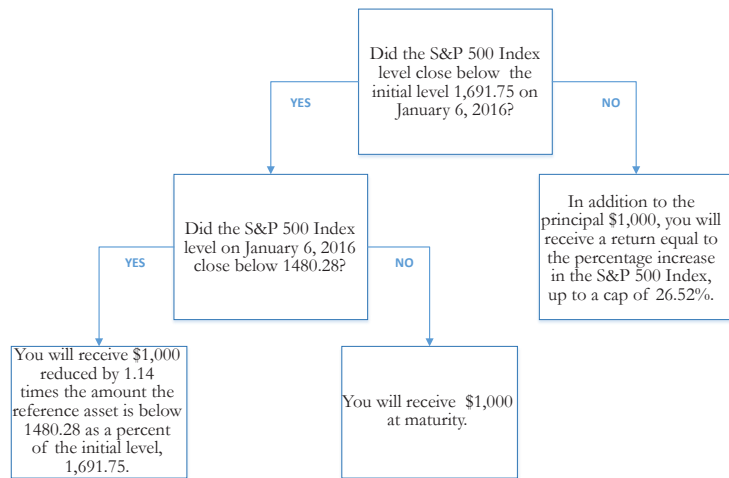 Did the S&P 500 Index
level close below the
initial level 1,691.75 on
January 6, 2016?
YES
NO
Did the S&P 500 Index
level on January 6, 2016
close below 1480.28?
In addition to the
principal $1,000, you will
receive a return equal to
the percentage increase
in the S&P 500 Index,
up to a cap of 26.52%.
YES
NO
You will receive $1,000
reduced by 1.14
times the amount the
reference asset is below
1480.28 as a percent
of the initial level,
1,691.75.
You will receive $1,000
at maturity.